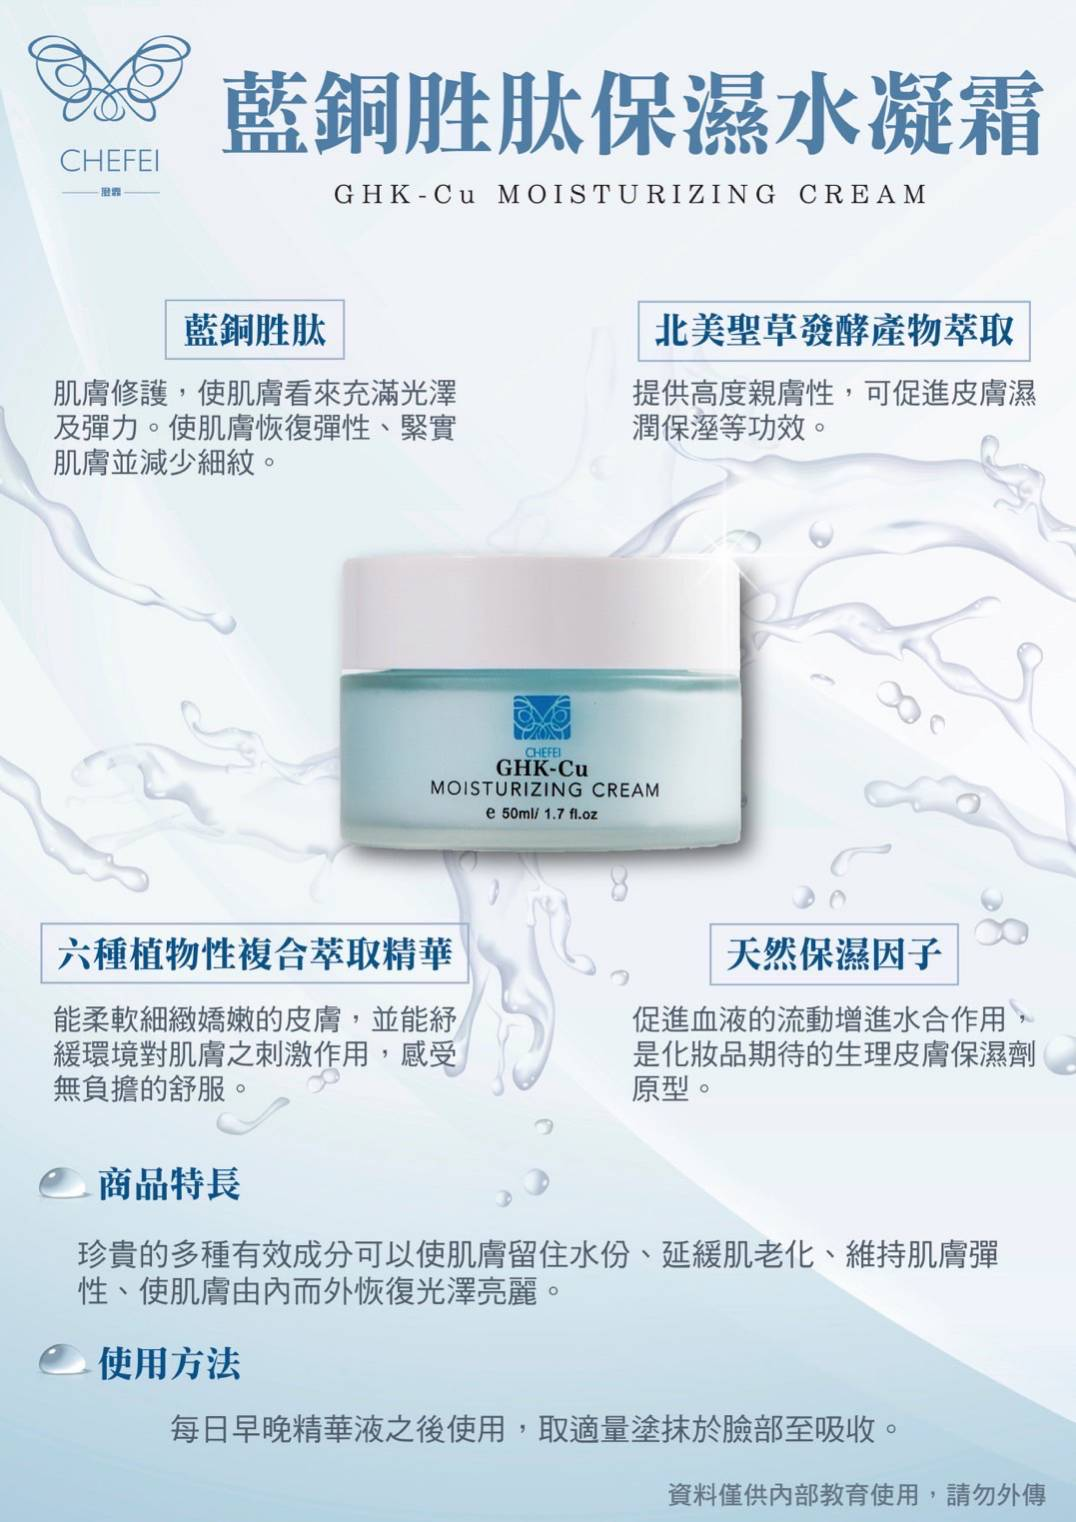 CHEFEI
藍銅胜肽保濕水凝霜
GHK-Cu MOISTURIZING CREAM
藍銅胜肽
肌膚修護，使肌膚看來充滿光澤
及彈力。使肌膚恢復彈性、緊實
肌膚並減少細紋。
北美聖草發酵產物萃取
提供高度親膚性，可促進皮膚濕
潤保溼等功效。
CHEFEI
GHK-Cu
MOISTURIZING CREAM
e 50ml/ 1.7 fl.oz
六種植物性複合萃取精華
能柔軟細緻嬌嫩的皮膚，並能紓
緩環境對肌膚之刺激作用，感受
無負擔的舒服。
天然保濕因子
促進血液的流動增進水合作用，
是化妝品期待的生理皮膚保濕劑
原型。
商品特長
珍貴的多種有效成分可以使肌膚留住水份、延緩肌老化、維持肌膚彈
性、使肌膚由內而外恢復光澤亮麗。
使用方法
每日早晚精華液之後使用，取適量塗抹於臉部至吸收。
資料僅供內部教育使用，請勿外傳